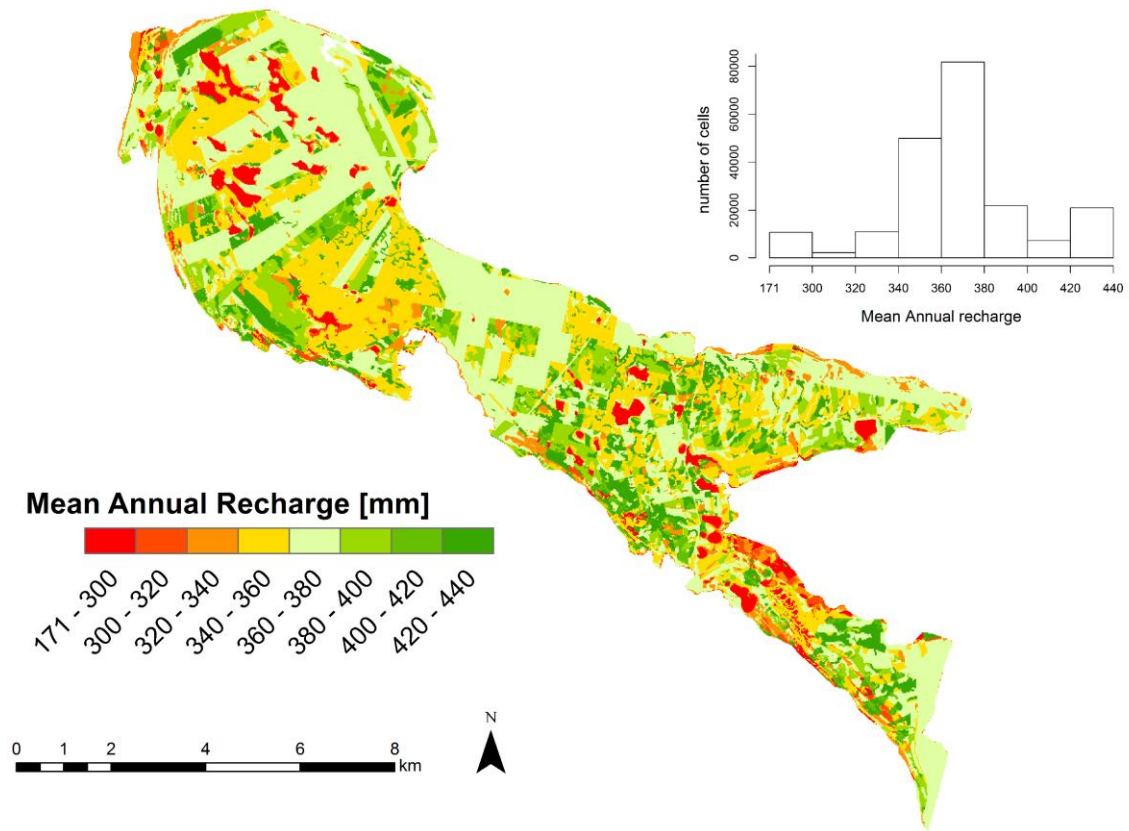 80000
60000
40000
20000
0
number of cells
171 300 320 340 360 380 400 420 440
Mean Annual recharge
Mean Annual Recharge [mm]
171 - 300
300 - 320
320 - 340
340 - 360
360 - 380
380 - 400
400 - 420
420 - 440
N
0 1 2 4 6 8
km